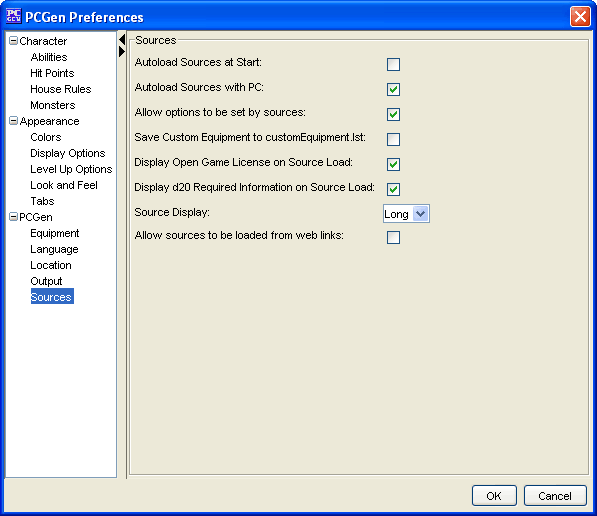 PCGen Preferences
Character
Abilities
Hit Points
House Rules
Monsters
Appearance
Colors
Display Options
Level Up Options
Look and Feel
Tabs
PCGen
Equipment
Language
Location
Output
Sources
Sources
Autoload Sources at Start:
Autoload Sources with PC:
Allow options to be set by sources:
Save Custom Equipment to customEquipment.lst:
Display Open Game License on Source Load:
Display d20 Required Information on Source Load:
Source Display: Long
Allow sources to be loaded from web links:
OK Cancel